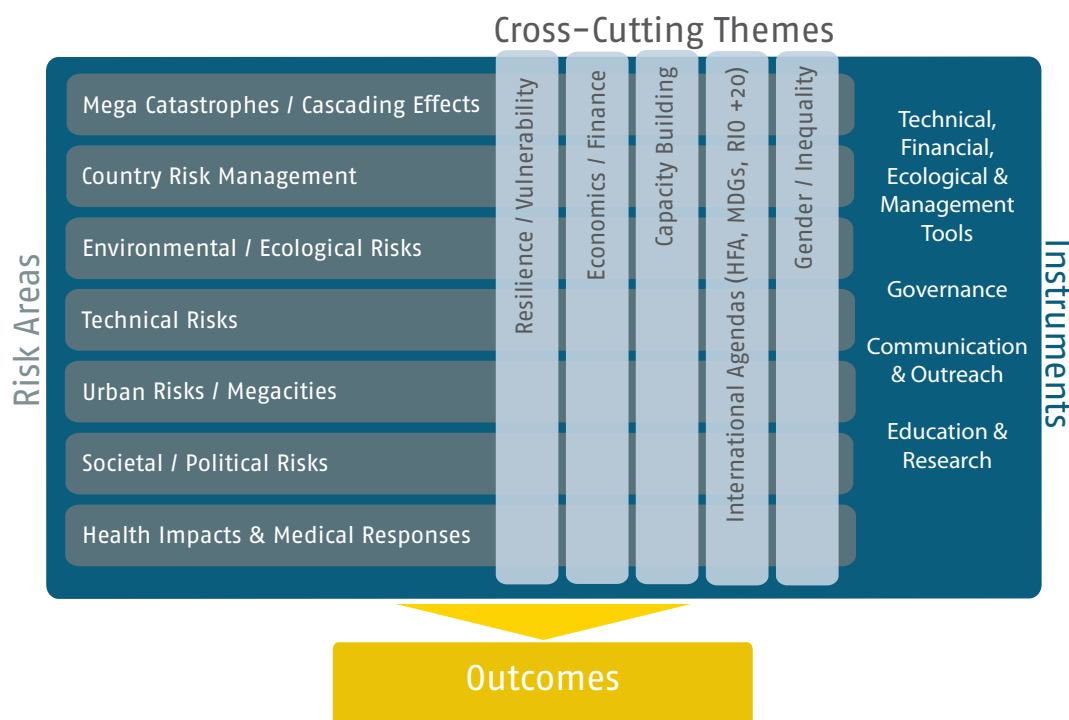 Cross-Cutting Themes
Risk Areas
Mega Catastrophes / Cascading Effects
Country Risk Management
Environmental / Ecological Risks
Technical Risks
Urban Risks / Megacities
Societal / Political Risks
Health Impacts & Medical Responses
Resilience / Vulnerability
Economics / Finance
Capacity Building
International Agendas (HFA, MDGs, RIO +20)
Gender / Inequality
Technical,
Financial,
Ecological &
Management
Tools
Governance
Communication
& Outreach
Education &
Research
Instruments
Outcomes